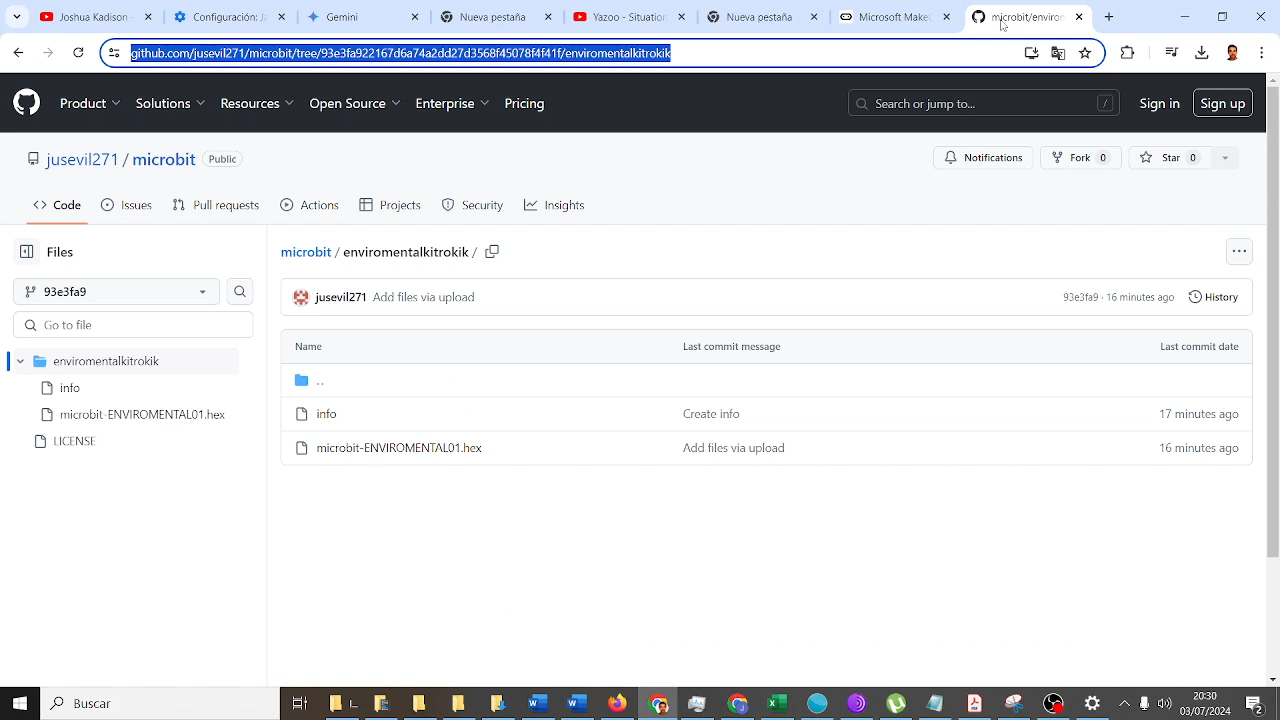 Joshua Kadison -
Configuración: Ja
Gemini
Nueva pestaña
Yazoo - Situation
Nueva pestaña
Microsoft Make
microbit/enviror
github.com/jusevil271/microbit/tree/93e3fa922167d6a74a2dd27d3568f45078f4f41f/enviromentalkitrokik
Product
Solutions
Resources
Open Source
Enterprise
Pricing
Search or jump to...
/
Sign in
Sign up
jusevil271 / microbit
Public
Notifications
Fork 0
Star 0
Code
Issues
Pull requests
Actions
Projects
Security
Insights
Files
microbit / enviromentalkitrokik /
93e3fa9
jusevil271 Add files via upload
93e3fa9 · 16 minutes ago
History
Go to file
Name
Last commit message
Last commit date
enviromentalkitrokik
..
info
info
Create info
17 minutes ago
microbit-ENVIROMENTAL01.hex
microbit-ENVIROMENTAL01.hex
Add files via upload
16 minutes ago
LICENSE
Buscar
20:30
03/07/2024
2